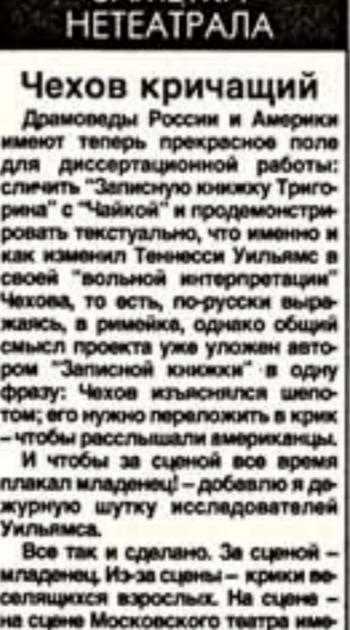 НЕТЕАТРАЛА
Чехов кричащий
Драмоведы России и Америки
имеют теперь прекрасное поле
для диссертационной работы:
сличить "Записную книжку Триго-
рина" с "Чайкой" и продемонстри-
ровать текстуально, что именно и
как изменил Теннесси Уильямс в
своей "вольной интерпретации"
Чехова, то есть, по-русски выра-
жаясь, в римейке, однако общий
смысл проекта уже уложен авто-
ром "Записной книжки" в одну
фразу: Чехов изъяснялся шепо-
том; его нужно переложить в крик
– чтобы расслышали американцы.
И чтобы за сценой все время
плакал младенец! – добавлю я де-
журную шутку исследователей
Уильямса.
Все так и сделано. За сценой –
младенец. Из-за сцены – крики ве-
селящихся взрослых. На сцене –
на сцене Московского театра име-